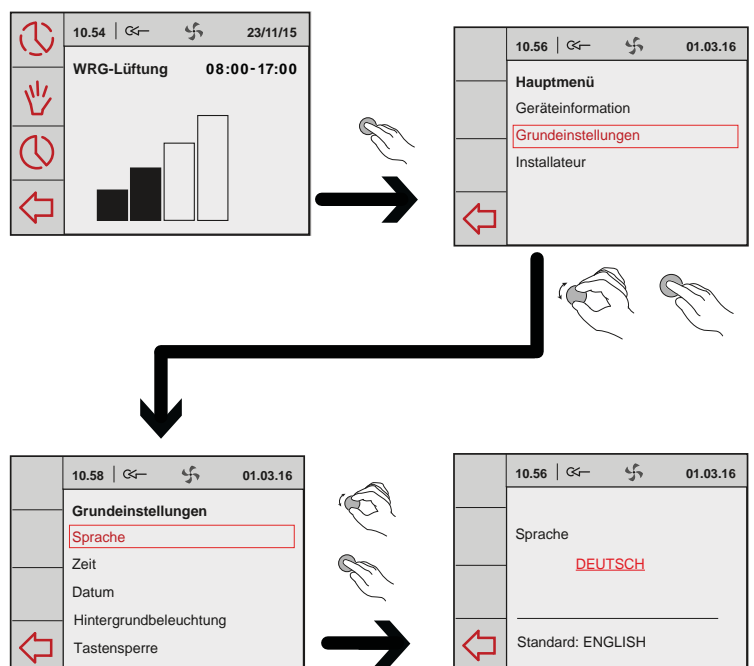 10.54 23/11/15
WRG-Lüftung 08:00-17:00
10.56 01.03.16
Hauptmenü
Geräteinformation
Grundeinstellungen
Installateur
10.58 01.03.16
Grundeinstellungen
Sprache
Zeit
Datum
Hintergrundbeleuchtung
Tastensperre
10.56 01.03.16
Sprache
DEUTSCH
Standard: ENGLISH